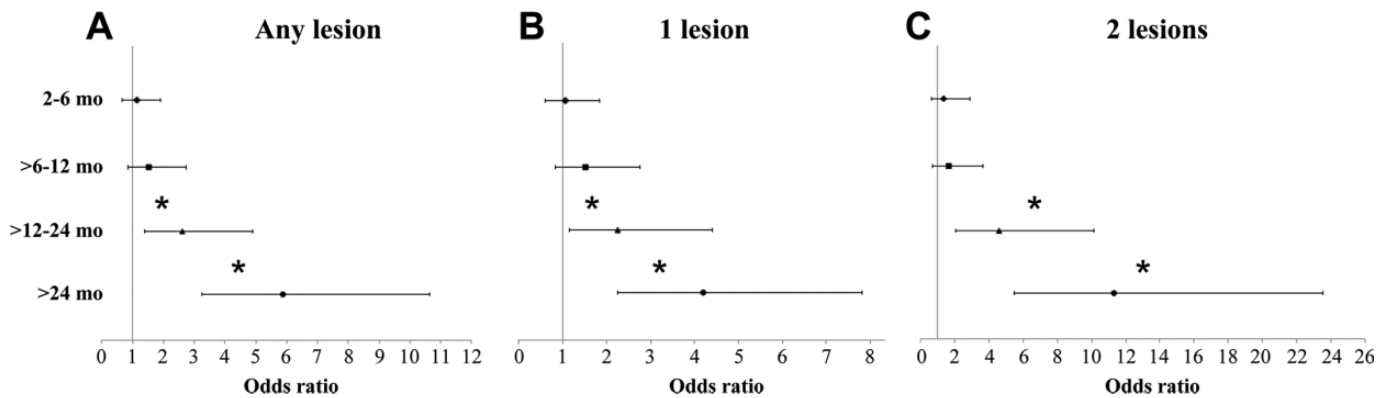 A Any lesion B 1 lesion C 2 lesions
2-6 mo
>6-12 mo
*
*
*
>12-24 mo
*
*
*
>24 mo
0 1 2 3 4 5 6 7 8 9 10 11 12 0 1 2 3 4 5 6 7 8 0 2 4 6 8 10 12 14 16 18 20 22 24 26
Odds ratio Odds ratio Odds ratio